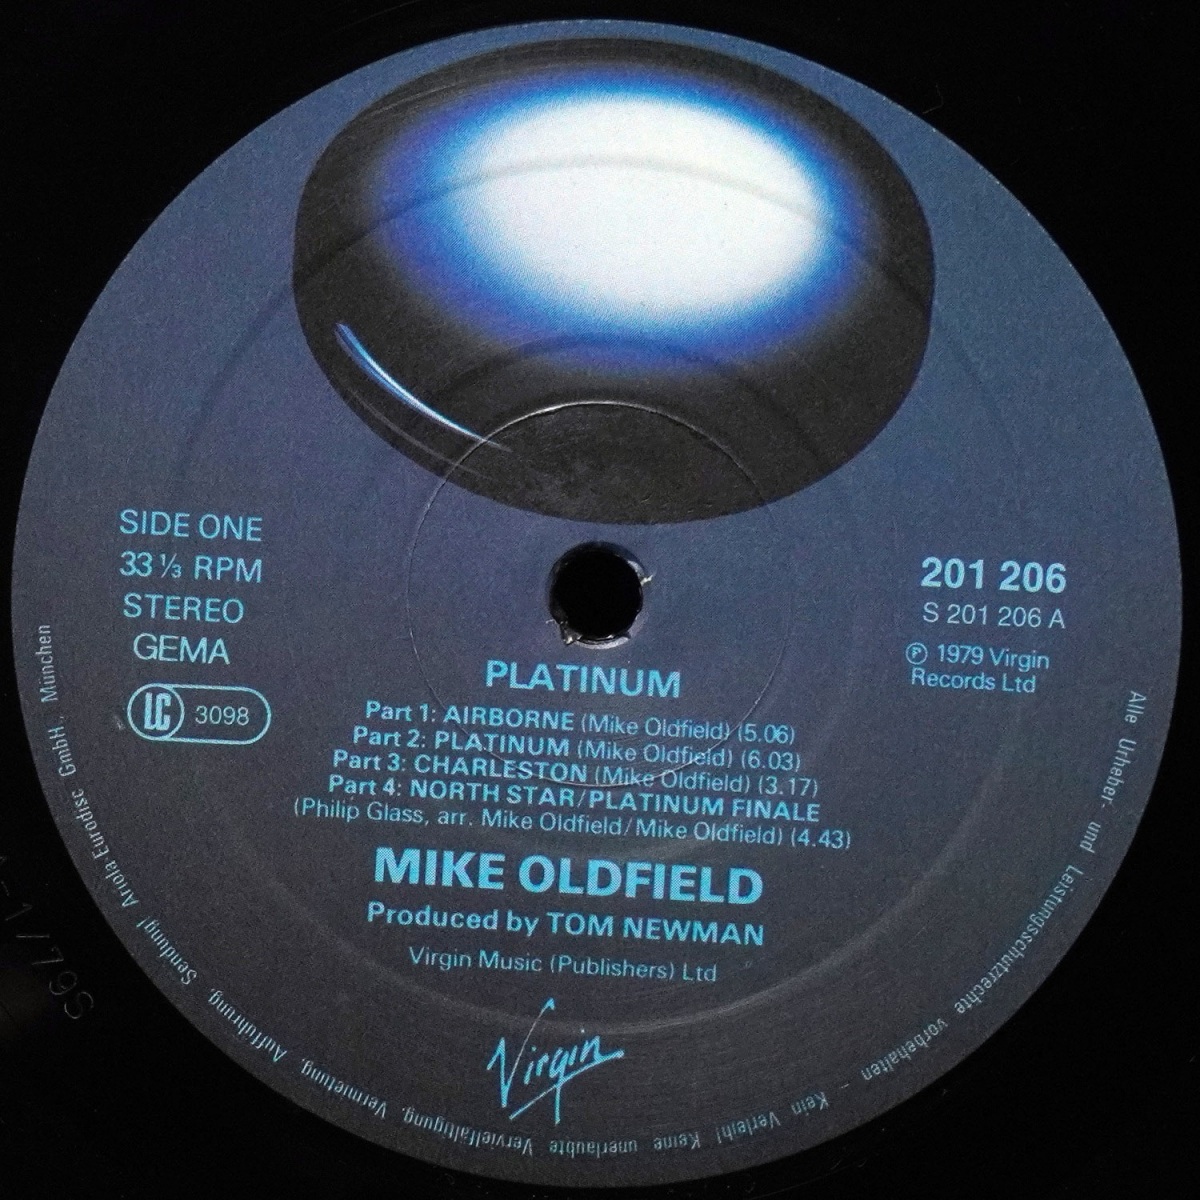 SIDE ONE
33 ⅓ RPM
STEREO
GEMA
LC 3098
201 206
S 201 206 A
℗ 1979 Virgin
Records Ltd
PLATINUM
Part 1: AIRBORNE (Mike Oldfield) (5.06)
Part 2: PLATINUM (Mike Oldfield) (6.03)
Part 3: CHARLESTON (Mike Oldfield) (3.17)
Part 4: NORTH STAR/PLATINUM FINALE
(Philip Glass, arr. Mike Oldfield/Mike Oldfield) (4.43)
MIKE OLDFIELD
Produced by TOM NEWMAN
Virgin Music (Publishers) Ltd
Virgin
Alle Urheber- und Leistungsschutzrechte vorbehalten – Kein Verleih! Keine unerlaubte Vervielfältigung, Vermietung, Aufführung, Sendung! Ariola-Eurodisc GmbH., München